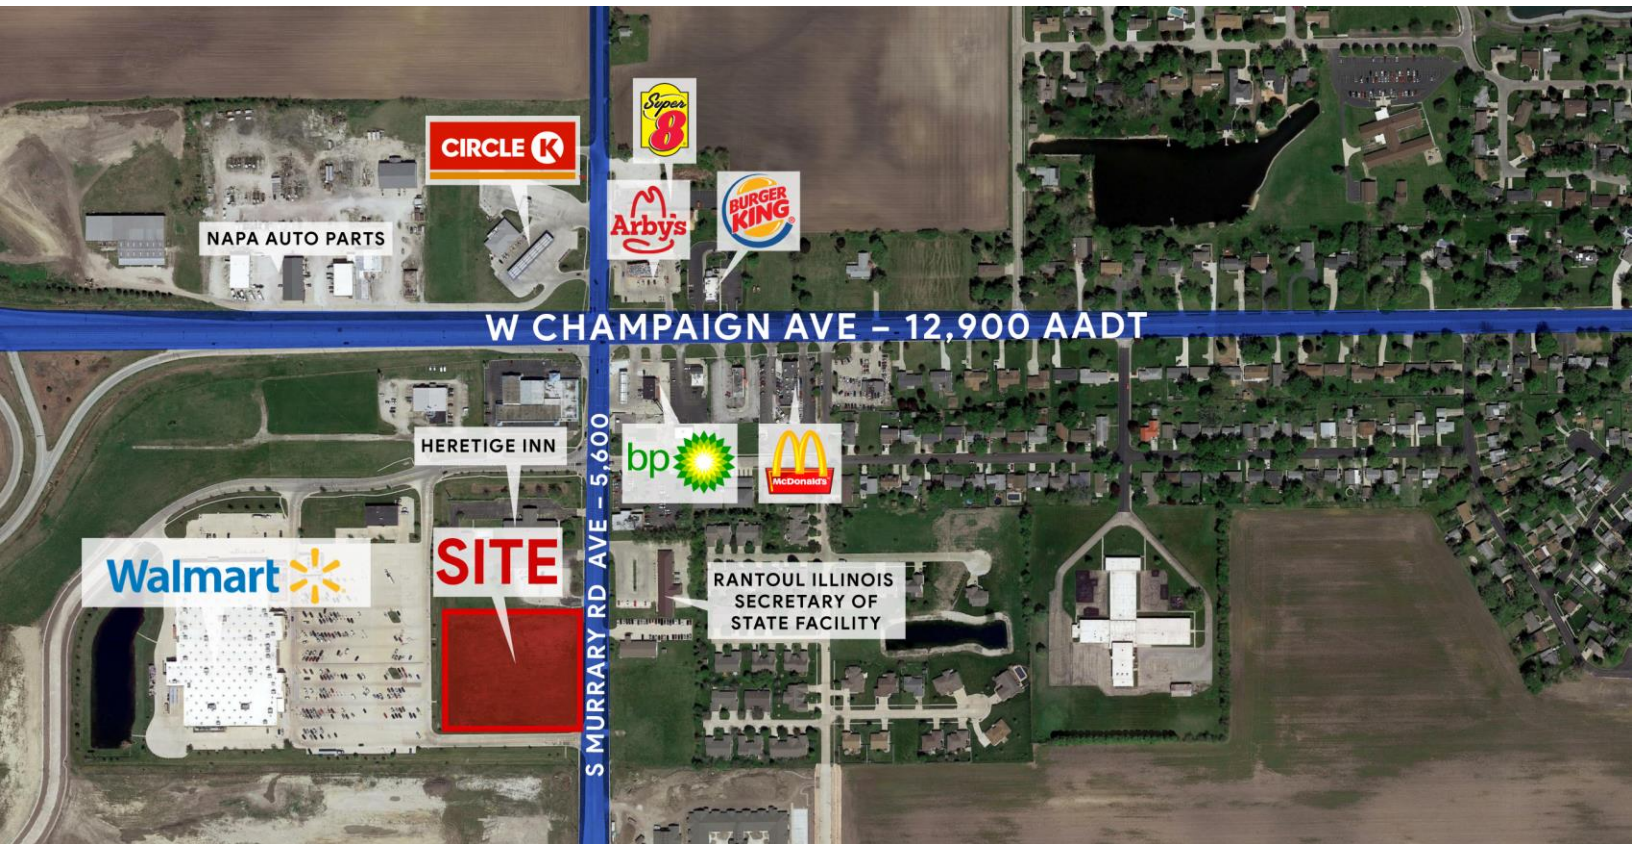 Super
8
CIRCLE K
Arby's
BURGER
KING
NAPA AUTO PARTS
W CHAMPAIGN AVE – 12,900 AADT
HERETIGE INN
bp
McDonald's
S MURRARY RD AVE – 5,600
Walmart
SITE
RANTOUL ILLINOIS
SECRETARY OF
STATE FACILITY